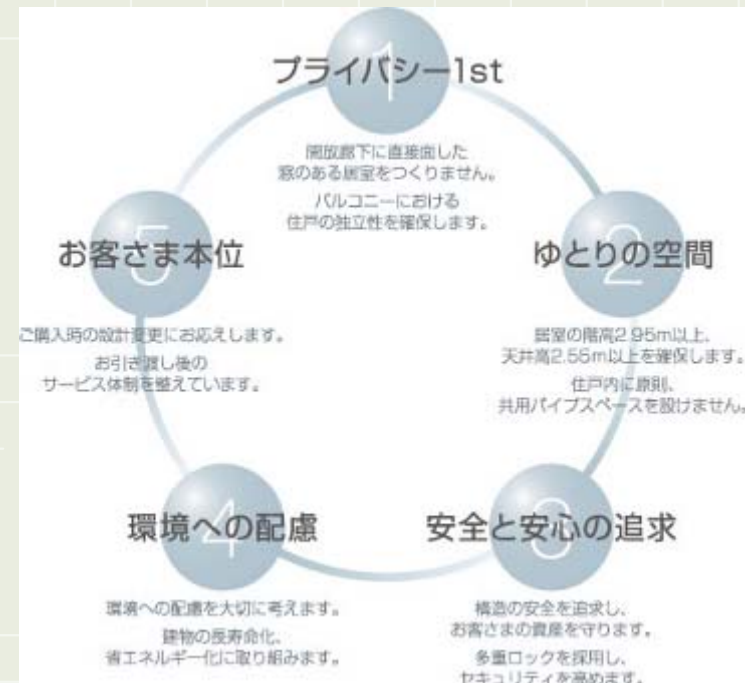 1
プライバシー1st
開放廊下に直接面した
窓のある居室をつくりません。
バルコニーにおける
住戸の独立性を確保します。
2
ゆとりの空間
居室の階高2.95m以上、
天井高2.55m以上を確保します。
住戸内に原則、
共用パイプスペースを設けません。
3
安全と安心の追求
構造の安全を追求し、
お客さまの資産を守ります。
多重ロックを採用し、
セキュリティを高めます。
4
環境への配慮
環境への配慮を大切に考えます。
建物の長寿命化、
省エネルギー化に取り組みます。
5
お客さま本位
ご購入時の設計変更にお応えします。
お引き渡し後の
サービス体制を整えています。